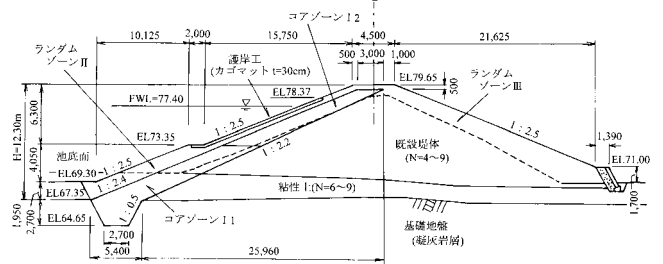 10,125
2,000
15,750
4,500
21,625
コアゾーンⅠ2
500
3,000
1,000
ランダム
ゾーンⅡ
護岸工
(カゴマット t=30cm)
EL79.65
500
ランダム
ゾーンⅢ
EL78.37
FWL=77.40
1:2.5
1:2.5
1:2.2
EL73.35
既設堤体
(N=4〜9)
1,390
H=12.30m
6,300
4,050
1,950
2,700
池底面
EL69.30
1:2.5
1:2.4
EL71.00
EL67.35
粘性土(N=6〜9)
1,700
1:0.5
コアゾーンⅠ1
EL64.65
2,700
基礎地盤
(凝灰岩層)
5,400
25,960